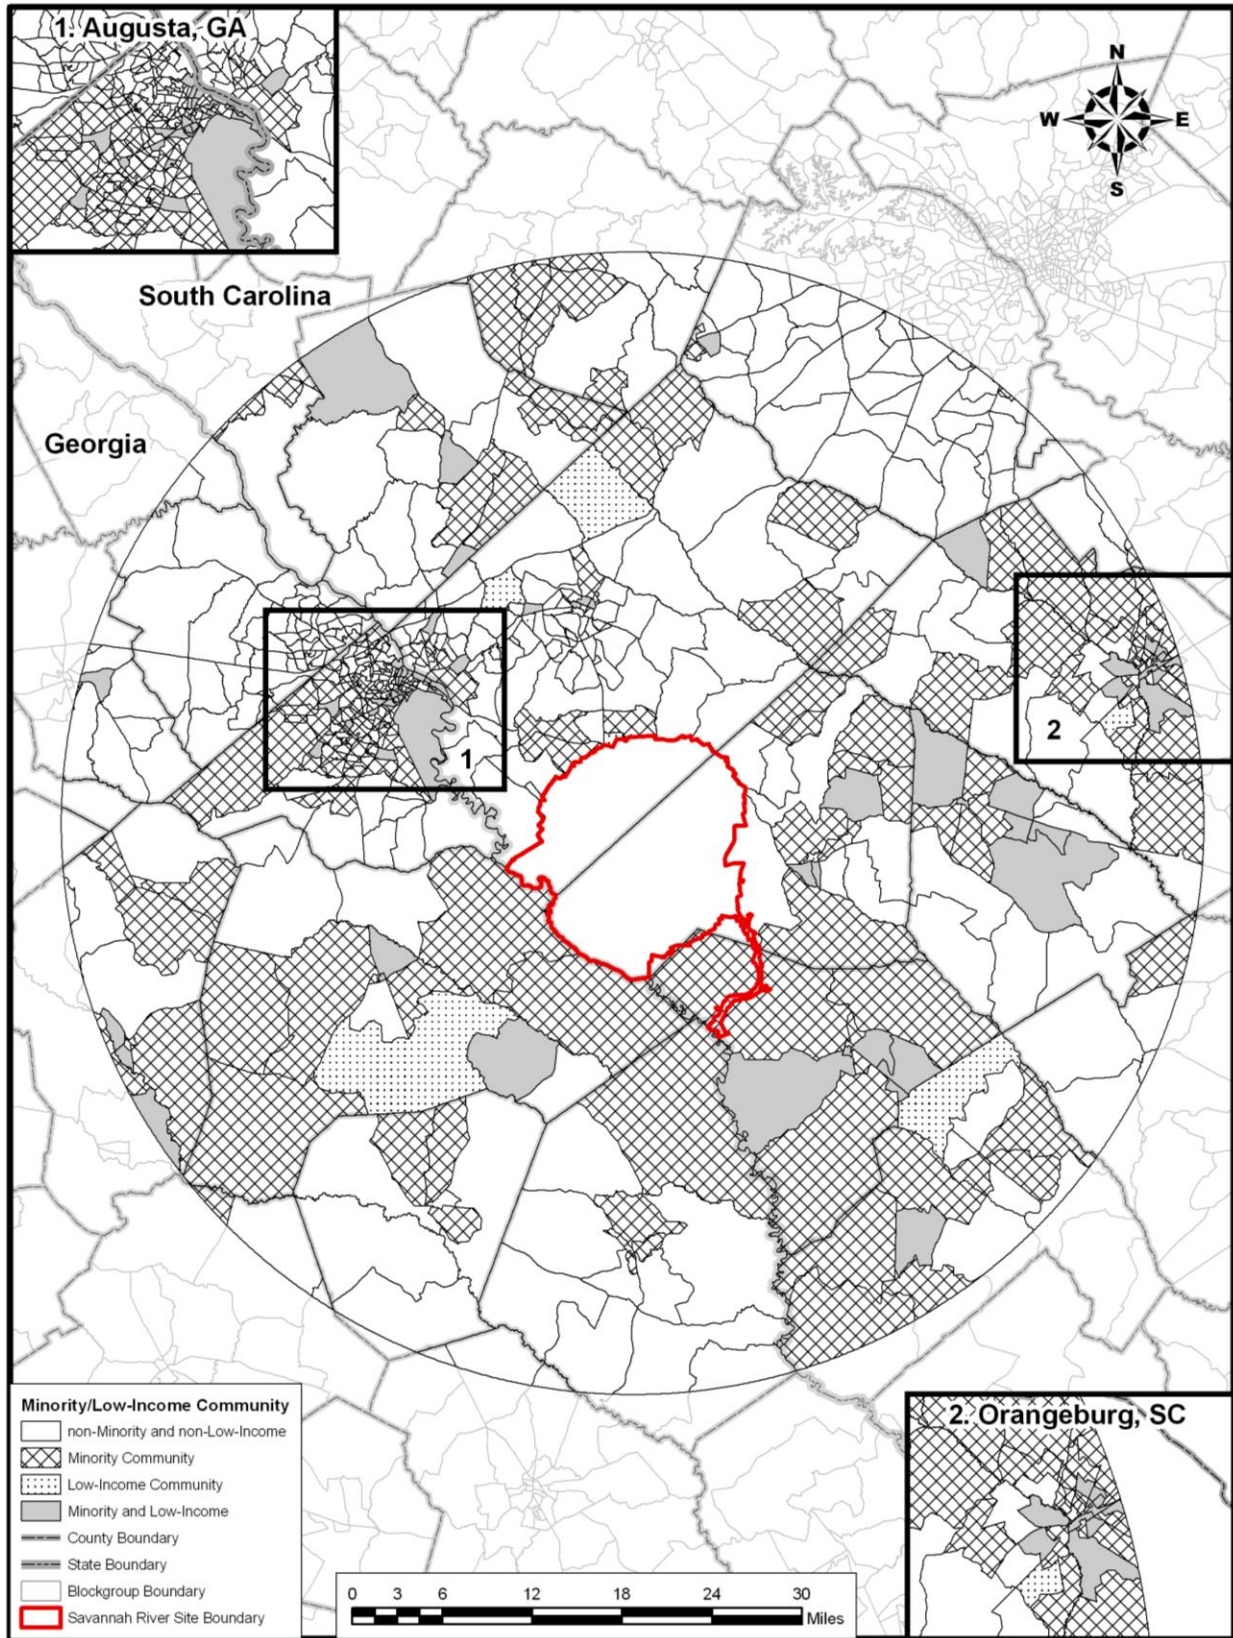 1. Augusta, GA
N
W E
S
South Carolina
Georgia
1
2
2. Orangeburg, SC
Minority/Low-Income Community
non-Minority and non-Low-Income
Minority Community
Low-Income Community
Minority and Low-Income
County Boundary
State Boundary
Blockgroup Boundary
Savannah River Site Boundary
0 3 6 12 18 24 30
Miles